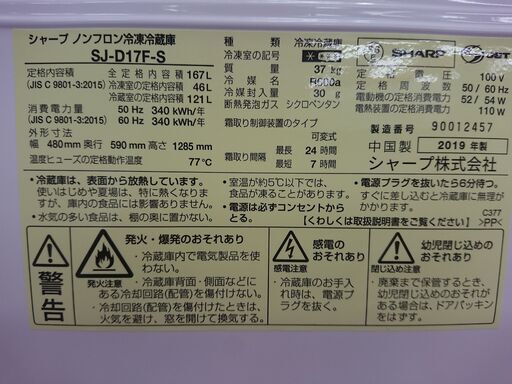 シャープ ノンフロン冷凍冷蔵庫
SJ-D17F-S
定格内容積 全定格内容積 167L
(JIS C 9801-3:2015) 冷凍室の定格内容積 46L
冷蔵室の定格内容積 121L
消費電力量 50 Hz 340 kWh/年
(JIS C 9801-3:2015) 60 Hz 340 kWh/年
外形寸法
幅 480mm 奥行 590 mm 高さ 1285 mm
温度ヒューズの定格動作温度 77℃
種類 冷凍冷蔵庫
冷凍室の記号
質量 37 kg
冷媒 R600a
冷媒封入量 30 g
断熱発泡ガス シクロペンタン
霜取り制御装置のタイプ
可変式
霜取り間隔 最長 24 時間
最短 7 時間
PS
E
SHARP
JET
定格電圧 100 V
定格周波数 50 / 60 Hz
電動機の定格消費電力 52 / 54 W
電熱装置の定格消費電力 110 W
製造番号 90012457
中国製 2019 年製
シャープ株式会社
・冷蔵庫は、表面から放熱しています。
使いはじめや夏場は、特に熱くなりますが、異常ではありません。
・水気の多い食品は、棚の奥に置かない。
・室温が約5℃以下では、冷蔵室の食品が凍ることがあります。
・電源は必ずコンセントからとる。
・電源プラグを抜いたら6分待つ。
すぐに差し込むと冷蔵庫に無理がかかります。
【くわしくは取扱説明書をご覧ください】
C377
>PP<
警告
火気・爆発のおそれあり
発火注意
・冷蔵庫内で電気製品を使わない。
・冷蔵庫背面・側面などにある冷却回路(配管)を傷付けない。
・冷却回路(配管)を傷付けたときは、火気を避け、窓を開けて換気する。
感電のおそれあり
感電注意
・冷蔵庫のお手入れ時は、電源プラグを抜く。
幼児閉じ込めのおそれあり
閉じ込め注意
・廃棄まで保管するとき、幼児閉じ込めのおそれがある場合は、ドアパッキンをはずす。